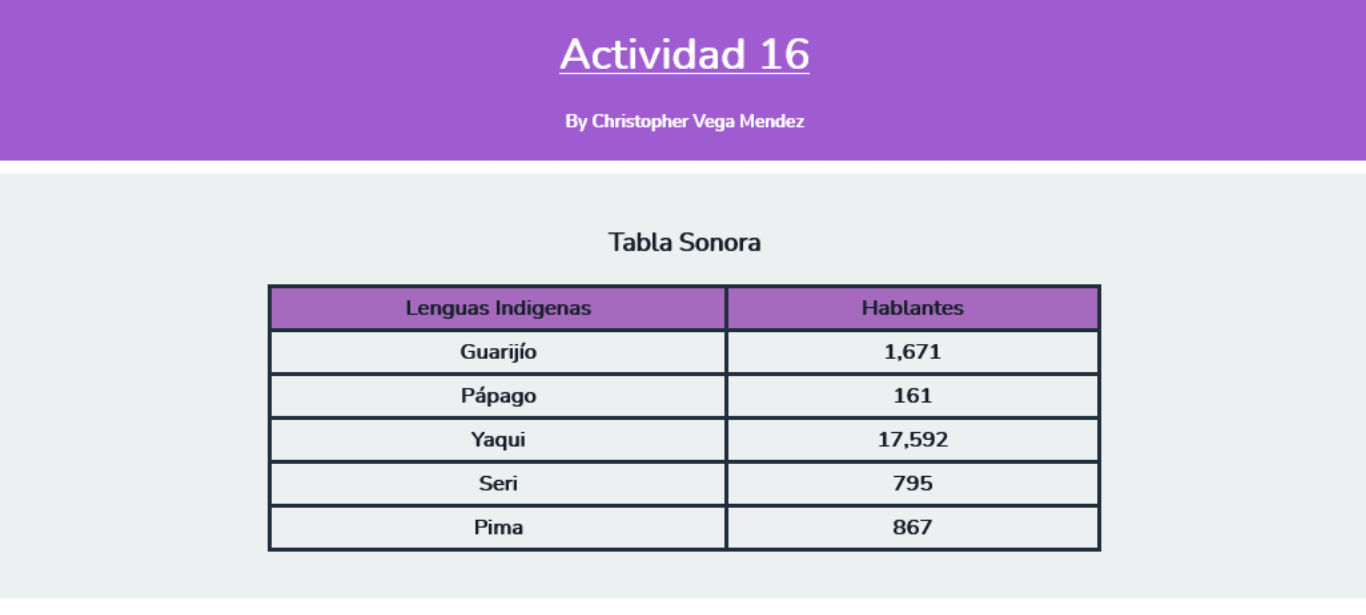 Actividad 16
By Christopher Vega Mendez
Tabla Sonora
Lenguas Indigenas Hablantes
Guarijío 1,671
Pápago 161
Yaqui 17,592
Seri 795
Pima 867